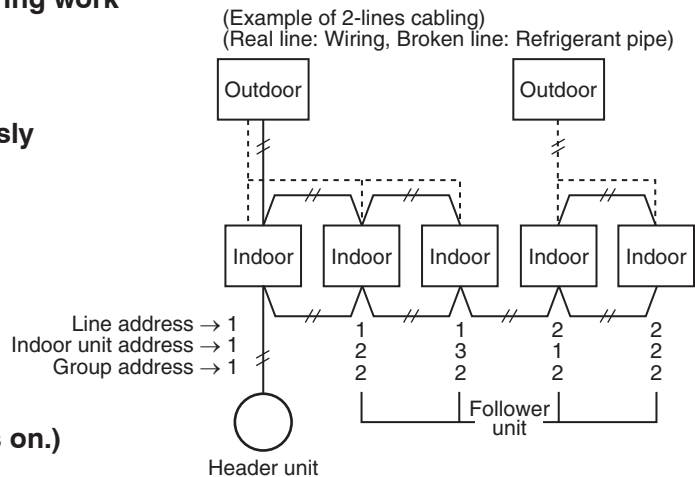 ring work
(Example of 2-lines cabling)
(Real line: Wiring, Broken line: Refrigerant pipe)
Outdoor Outdoor
sly
Indoor Indoor Indoor Indoor Indoor
Line address → 1 1 1 2 2
Indoor unit address → 1 2 3 1 2
Group address → 1 2 2 2 2
Follower
unit
on.)
Header unit